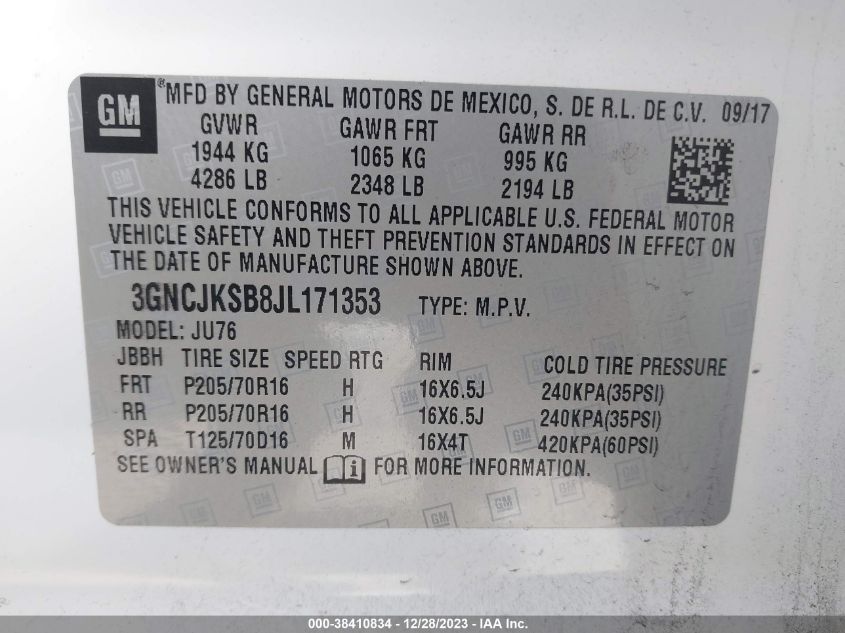 GM ®MFD BY GENERAL MOTORS DE MEXICO, S. DE R.L. DE C.V. 09/17
GVWR GAWR FRT GAWR RR
1944 KG 1065 KG 995 KG
4286 LB 2348 LB 2194 LB
THIS VEHICLE CONFORMS TO ALL APPLICABLE U.S. FEDERAL MOTOR
VEHICLE SAFETY AND THEFT PREVENTION STANDARDS IN EFFECT ON
THE DATE OF MANUFACTURE SHOWN ABOVE.
3GNCJKSB8JL171353 TYPE: M.P.V.
MODEL: JU76
JBBH TIRE SIZE SPEED RTG RIM COLD TIRE PRESSURE
FRT P205/70R16 H 16X6.5J 240KPA(35PSI)
RR P205/70R16 H 16X6.5J 240KPA(35PSI)
SPA T125/70D16 M 16X4T 420KPA(60PSI)
SEE OWNER'S MANUAL i FOR MORE INFORMATION.
000-38410834 - 12/28/2023 - Copyright © 2023 IAA, Inc.